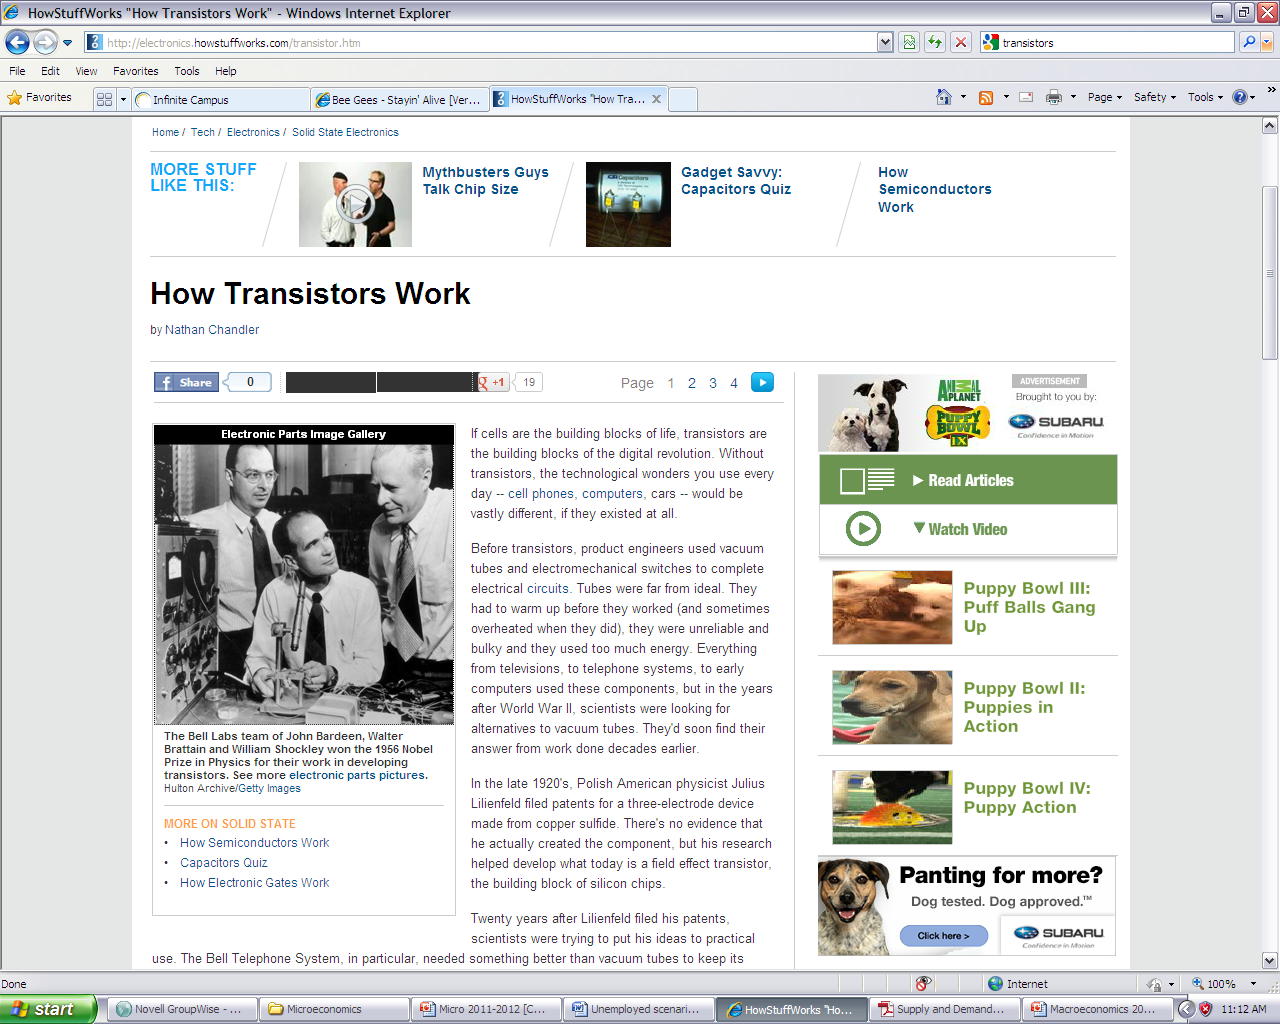 HowStuffWorks "How Transistors Work" - Windows Internet Explorer
http://electronics.howstuffworks.com/transistor.htm
transistors
File Edit View Favorites Tools Help
Favorites
Infinite Campus
Bee Gees - Stayin' Alive [Ver...
HowStuffWorks "How Tra...
Page Safety Tools
Home / Tech / Electronics / Solid State Electronics
MORE STUFF
LIKE THIS:
Mythbusters Guys
Talk Chip Size
Capacitors
Gadget Savvy:
Capacitors Quiz
How
Semiconductors
Work
How Transistors Work
by Nathan Chandler
f Share 0
g +1 19
Page 1 2 3 4
Electronic Parts Image Gallery
The Bell Labs team of John Bardeen, Walter
Brattain and William Shockley won the 1956 Nobel
Prize in Physics for their work in developing
transistors. See more electronic parts pictures.
Hulton Archive/Getty Images
MORE ON SOLID STATE
• How Semiconductors Work
• Capacitors Quiz
• How Electronic Gates Work
If cells are the building blocks of life, transistors are
the building blocks of the digital revolution. Without
transistors, the technological wonders you use every
day -- cell phones, computers, cars -- would be
vastly different, if they existed at all.
Before transistors, product engineers used vacuum
tubes and electromechanical switches to complete
electrical circuits. Tubes were far from ideal. They
had to warm up before they worked (and sometimes
overheated when they did), they were unreliable and
bulky and they used too much energy. Everything
from televisions, to telephone systems, to early
computers used these components, but in the years
after World War II, scientists were looking for
alternatives to vacuum tubes. They'd soon find their
answer from work done decades earlier.
In the late 1920's, Polish American physicist Julius
Lilienfeld filed patents for a three-electrode device
made from copper sulfide. There's no evidence that
he actually created the component, but his research
helped develop what today is a field effect transistor,
the building block of silicon chips.
Twenty years after Lilienfeld filed his patents,
scientists were trying to put his ideas to practical
use. The Bell Telephone System, in particular, needed something better than vacuum tubes to keep its
ANIMAL
PLANET
PUPPY
BOWL
IX
ADVERTISEMENT
Brought to you by:
SUBARU
Confidence in Motion
Read Articles
Watch Video
Puppy Bowl III:
Puff Balls Gang
Up
Puppy Bowl II:
Puppies in
Action
Puppy Bowl IV:
Puppy Action
Panting for more?
Dog tested. Dog approved.™
Click here >
SUBARU
Confidence in Motion
Done
Internet
100%
start
Novell GroupWise - ...
Microeconomics
Micro 2011-2012 [C...
Unemployed scenari...
HowStuffWorks "Ho...
Supply and Demand...
Macroeconomics 20...
11:12 AM